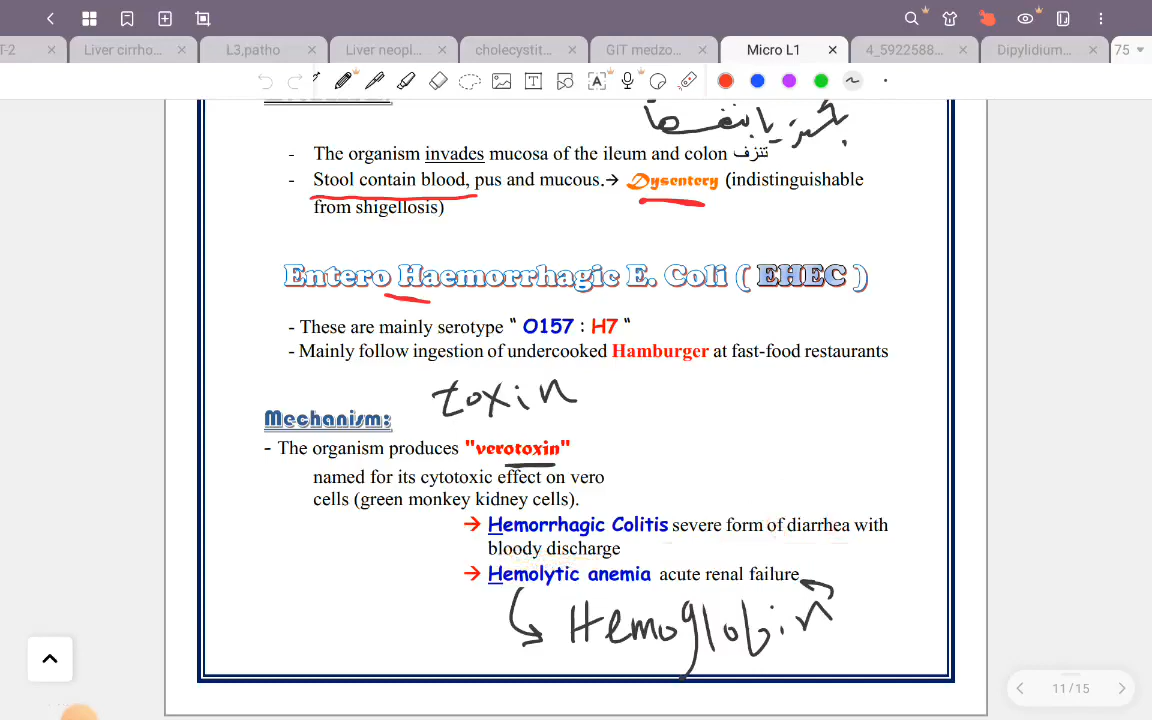 T-2
Liver cirrho...
L3,patho
Liver neopl...
cholecystit...
GIT medzo...
Micro L1
4_5922588...
Dipylidium...
75
- The organism invades mucosa of the ileum and colon تنزف
- Stool contain blood, pus and mucous.→ Dysentery (indistinguishable
from shigellosis)
Entero Haemorrhagic E. Coli ( EHEC )
- These are mainly serotype “ O157 : H7 “
- Mainly follow ingestion of undercooked Hamburger at fast-food restaurants
toxin
Mechanism:
- The organism produces "verotoxin"
named for its cytotoxic effect on vero
cells (green monkey kidney cells).
→ Hemorrhagic Colitis severe form of diarrhea with
bloody discharge
→ Hemolytic anemia acute renal failure
Hemoglobin
11/15